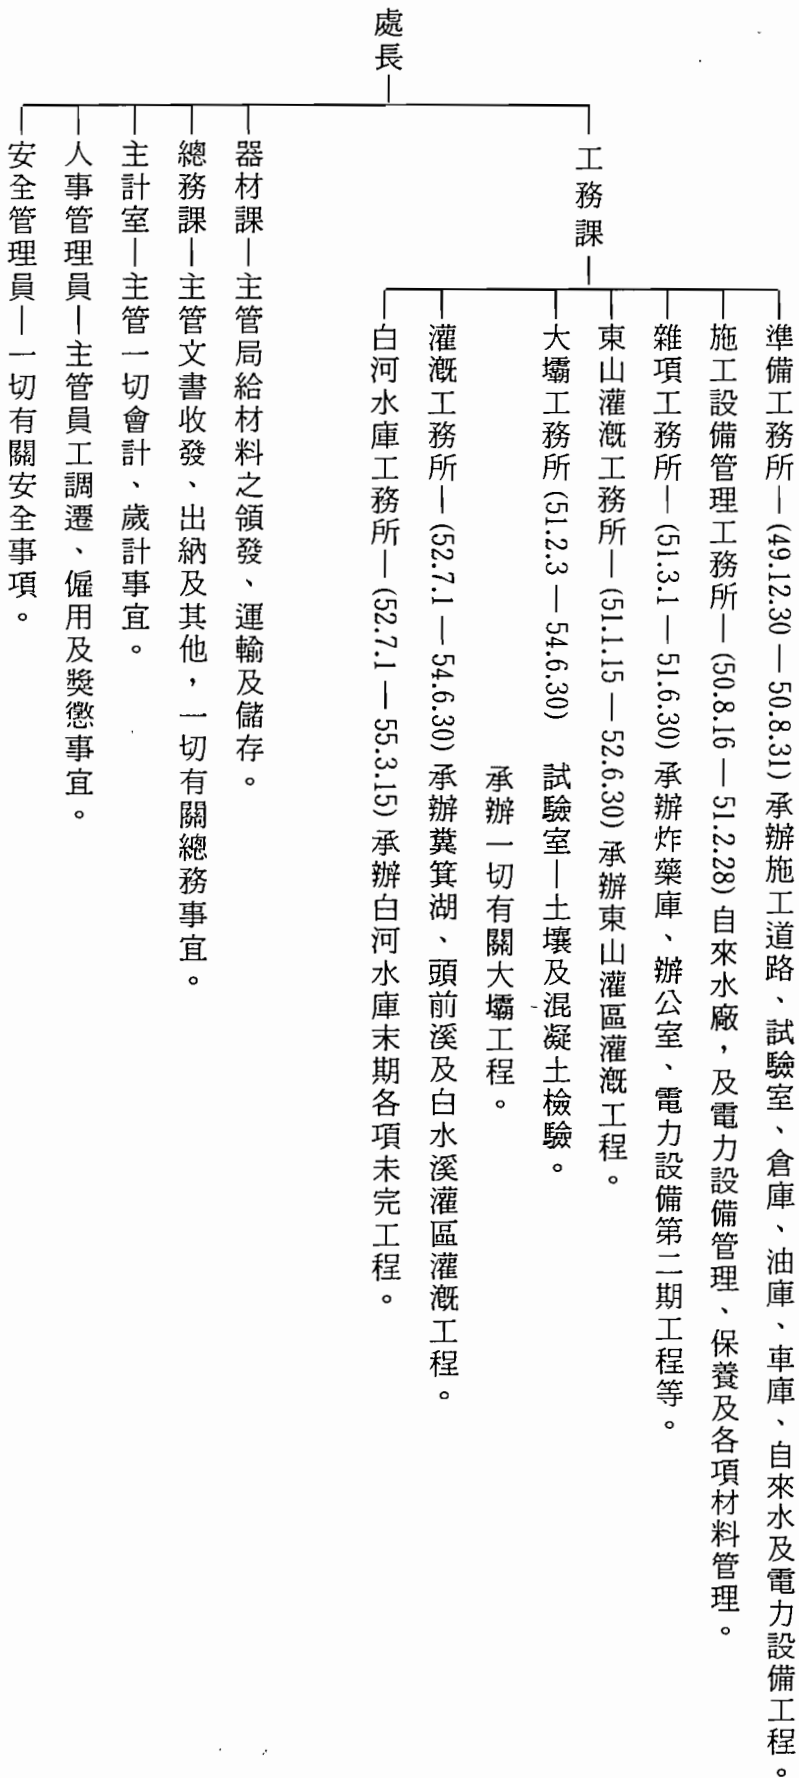 處長
工務課
準備工務所—(49.12.30 — 50.8.31)承辦施工道路、試驗室、倉庫、油庫、車庫、自來水及電力設備工程。
施工設備管理工務所—(50.8.16 — 51.2.28)自來水廠，及電力設備管理、保養及各項材料管理。
雜項工務所—(51.3.1 — 51.6.30)承辦炸藥庫、辦公室、電力設備第二期工程等。
東山灌溉工務所—(51.1.15 — 52.6.30)承辦東山灌區灌溉工程。
大壩工務所(51.2.3 — 54.6.30) 試驗室—土壤及混凝土檢驗。
承辦一切有關大壩工程。
灌溉工務所—(52.7.1 — 54.6.30)承辦糞箕湖、頭前溪及白水溪灌區灌溉工程。
白河水庫工務所—(52.7.1 — 55.3.15)承辦白河水庫末期各項未完工程。
器材課—主管局給材料之領發、運輸及儲存。
總務課—主管文書收發、出納及其他，一切有關總務事宜。
主計室—主管一切會計、歲計事宜。
人事管理員—主管員工調遷、僱用及獎懲事宜。
安全管理員—一切有關安全事項。